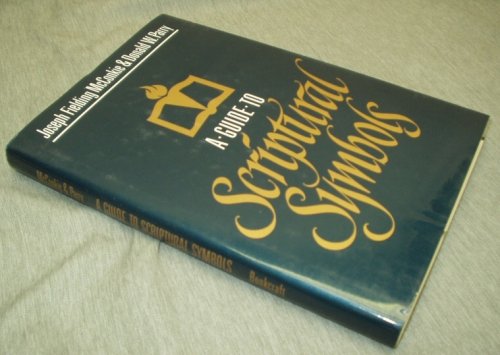 Joseph Fielding McConkie & Donald W. Parry
A·GUIDE·TO
Scriptural
Symbols
McConkie & Parry
A GUIDE TO SCRIPTURAL SYMBOLS
Bookcraft